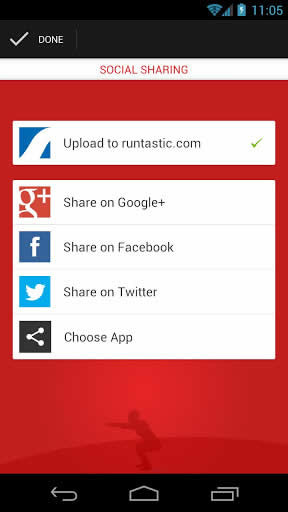 11:05
DONE
SOCIAL SHARING
Upload to runtastic.com
g+
Share on Google+
f
Share on Facebook
Share on Twitter
Choose App